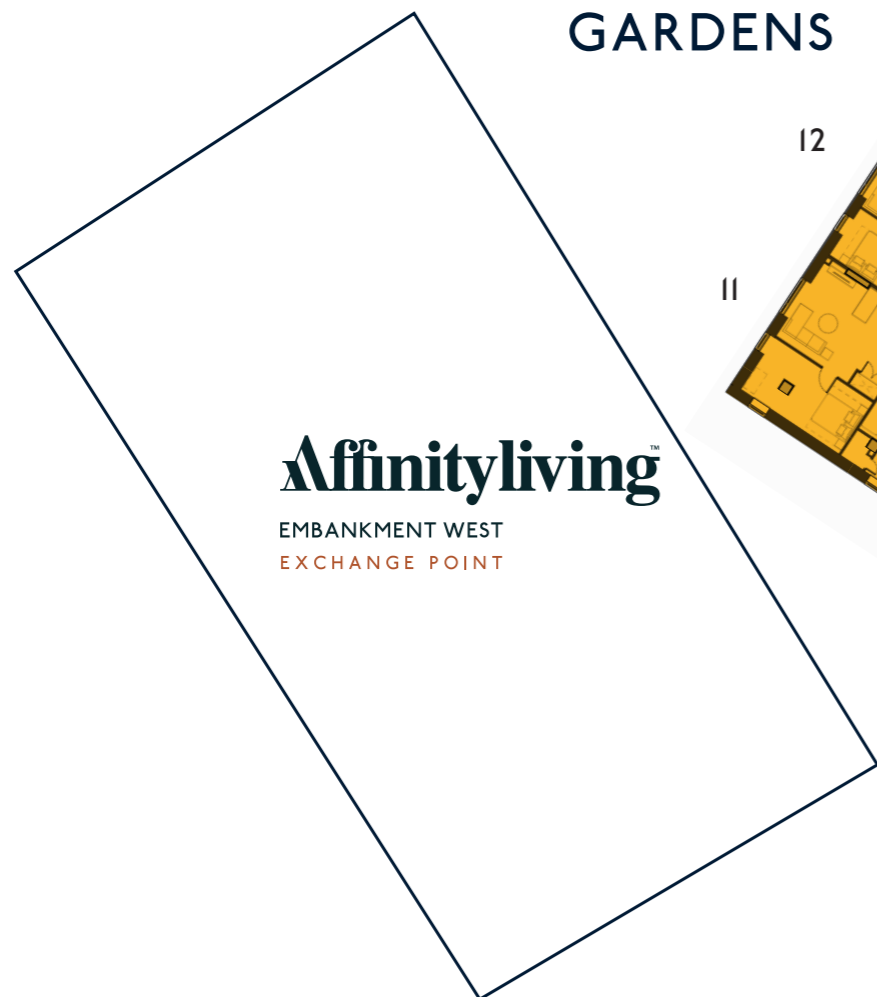 GARDENS
12
11
Affinityliving™
EMBANKMENT WEST
EXCHANGE POINT